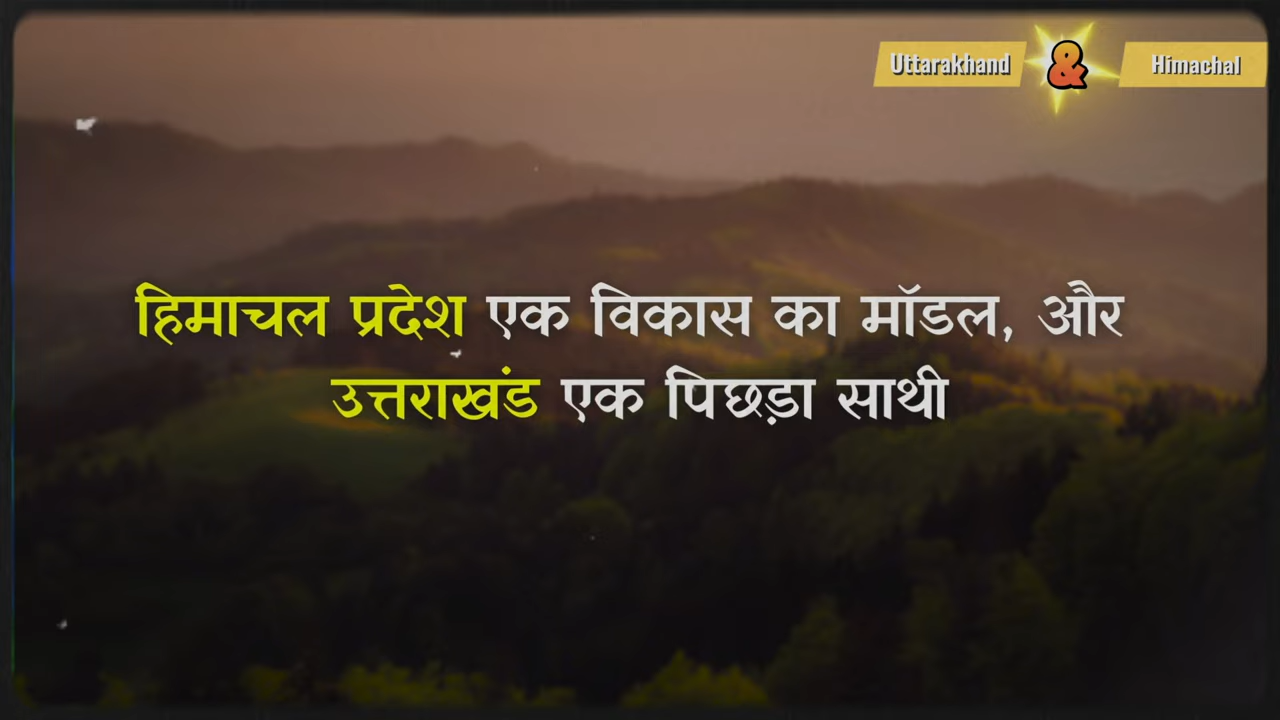 Uttarakhand & Himachal
हिमाचल प्रदेश एक विकास का मॉडल, और
उत्तराखंड एक पिछड़ा साथी